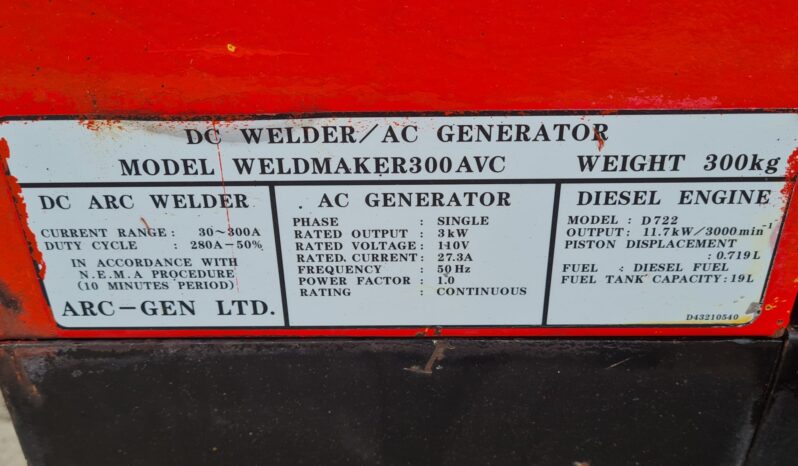 DC WELDER/AC GENERATOR
MODEL WELDMAKER300AVC WEIGHT 300kg
DC ARC WELDER
CURRENT RANGE : 30~300A
DUTY CYCLE : 280A-50%
IN ACCORDANCE WITH
N.E.M.A PROCEDURE
(10 MINUTES PERIOD)
ARC-GEN LTD.
AC GENERATOR
PHASE : SINGLE
RATED OUTPUT : 3kW
RATED VOLTAGE : 110V
RATED CURRENT : 27.3A
FREQUENCY : 50Hz
POWER FACTOR : 1.0
RATING : CONTINUOUS
DIESEL ENGINE
MODEL : D722
OUTPUT : 11.7kW/3000min⁻¹
PISTON DISPLACEMENT
: 0.719L
FUEL : DIESEL FUEL
FUEL TANK CAPACITY : 19L
D43210540